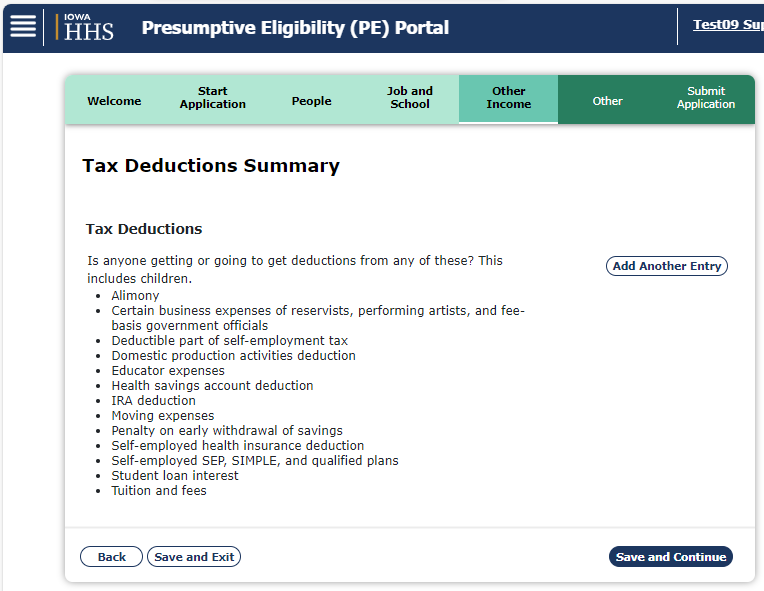 IOWA
HHS
Presumptive Eligibility (PE) Portal
Test09 Sup
Welcome
Start
Application
People
Job and
School
Other
Income
Other
Submit
Application
Tax Deductions Summary
Tax Deductions
Is anyone getting or going to get deductions from any of these? This
includes children.
Add Another Entry
• Alimony
• Certain business expenses of reservists, performing artists, and fee-
basis government officials
• Deductible part of self-employment tax
• Domestic production activities deduction
• Educator expenses
• Health savings account deduction
• IRA deduction
• Moving expenses
• Penalty on early withdrawal of savings
• Self-employed health insurance deduction
• Self-employed SEP, SIMPLE, and qualified plans
• Student loan interest
• Tuition and fees
Back
Save and Exit
Save and Continue